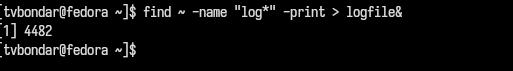 [tvbondar@fedora ~]$ find ~ -name "log*" -print > logfile&
[1] 4482
[tvbondar@fedora ~]$